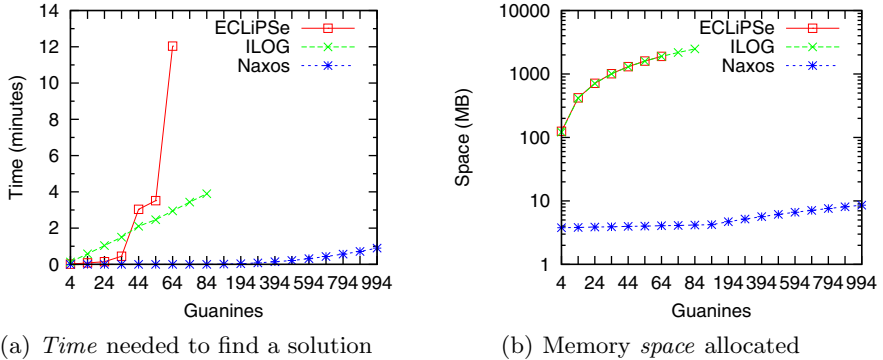 14
12
10
8
6
4
2
0
Time (minutes)
ECLiPSe
ILOG
Naxos
4 24 44 64 84 194 394 594 794 994
Guanines
(a) Time needed to find a solution
10000
1000
100
10
1
Space (MB)
ECLiPSe
ILOG
Naxos
4 24 44 64 84 194 394 594 794 994
Guanines
(b) Memory space allocated